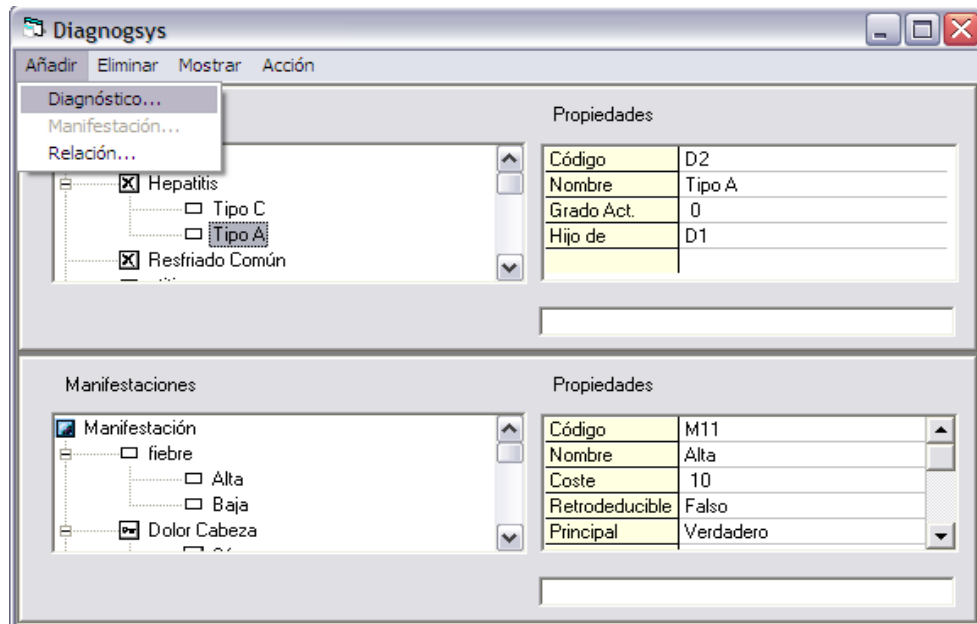 Diagnogsys
Añadir Eliminar Mostrar Acción
Diagnóstico...
Manifestación...
Relación...
Propiedades
Hepatitis
Tipo C
Tipo A
Resfriado Común
Código D2
Nombre Tipo A
Grado Act. 0
Hijo de D1
Manifestaciones
Propiedades
Manifestación
fiebre
Alta
Baja
Dolor Cabeza
Código M11
Nombre Alta
Coste 10
Retrodeducible Falso
Principal Verdadero